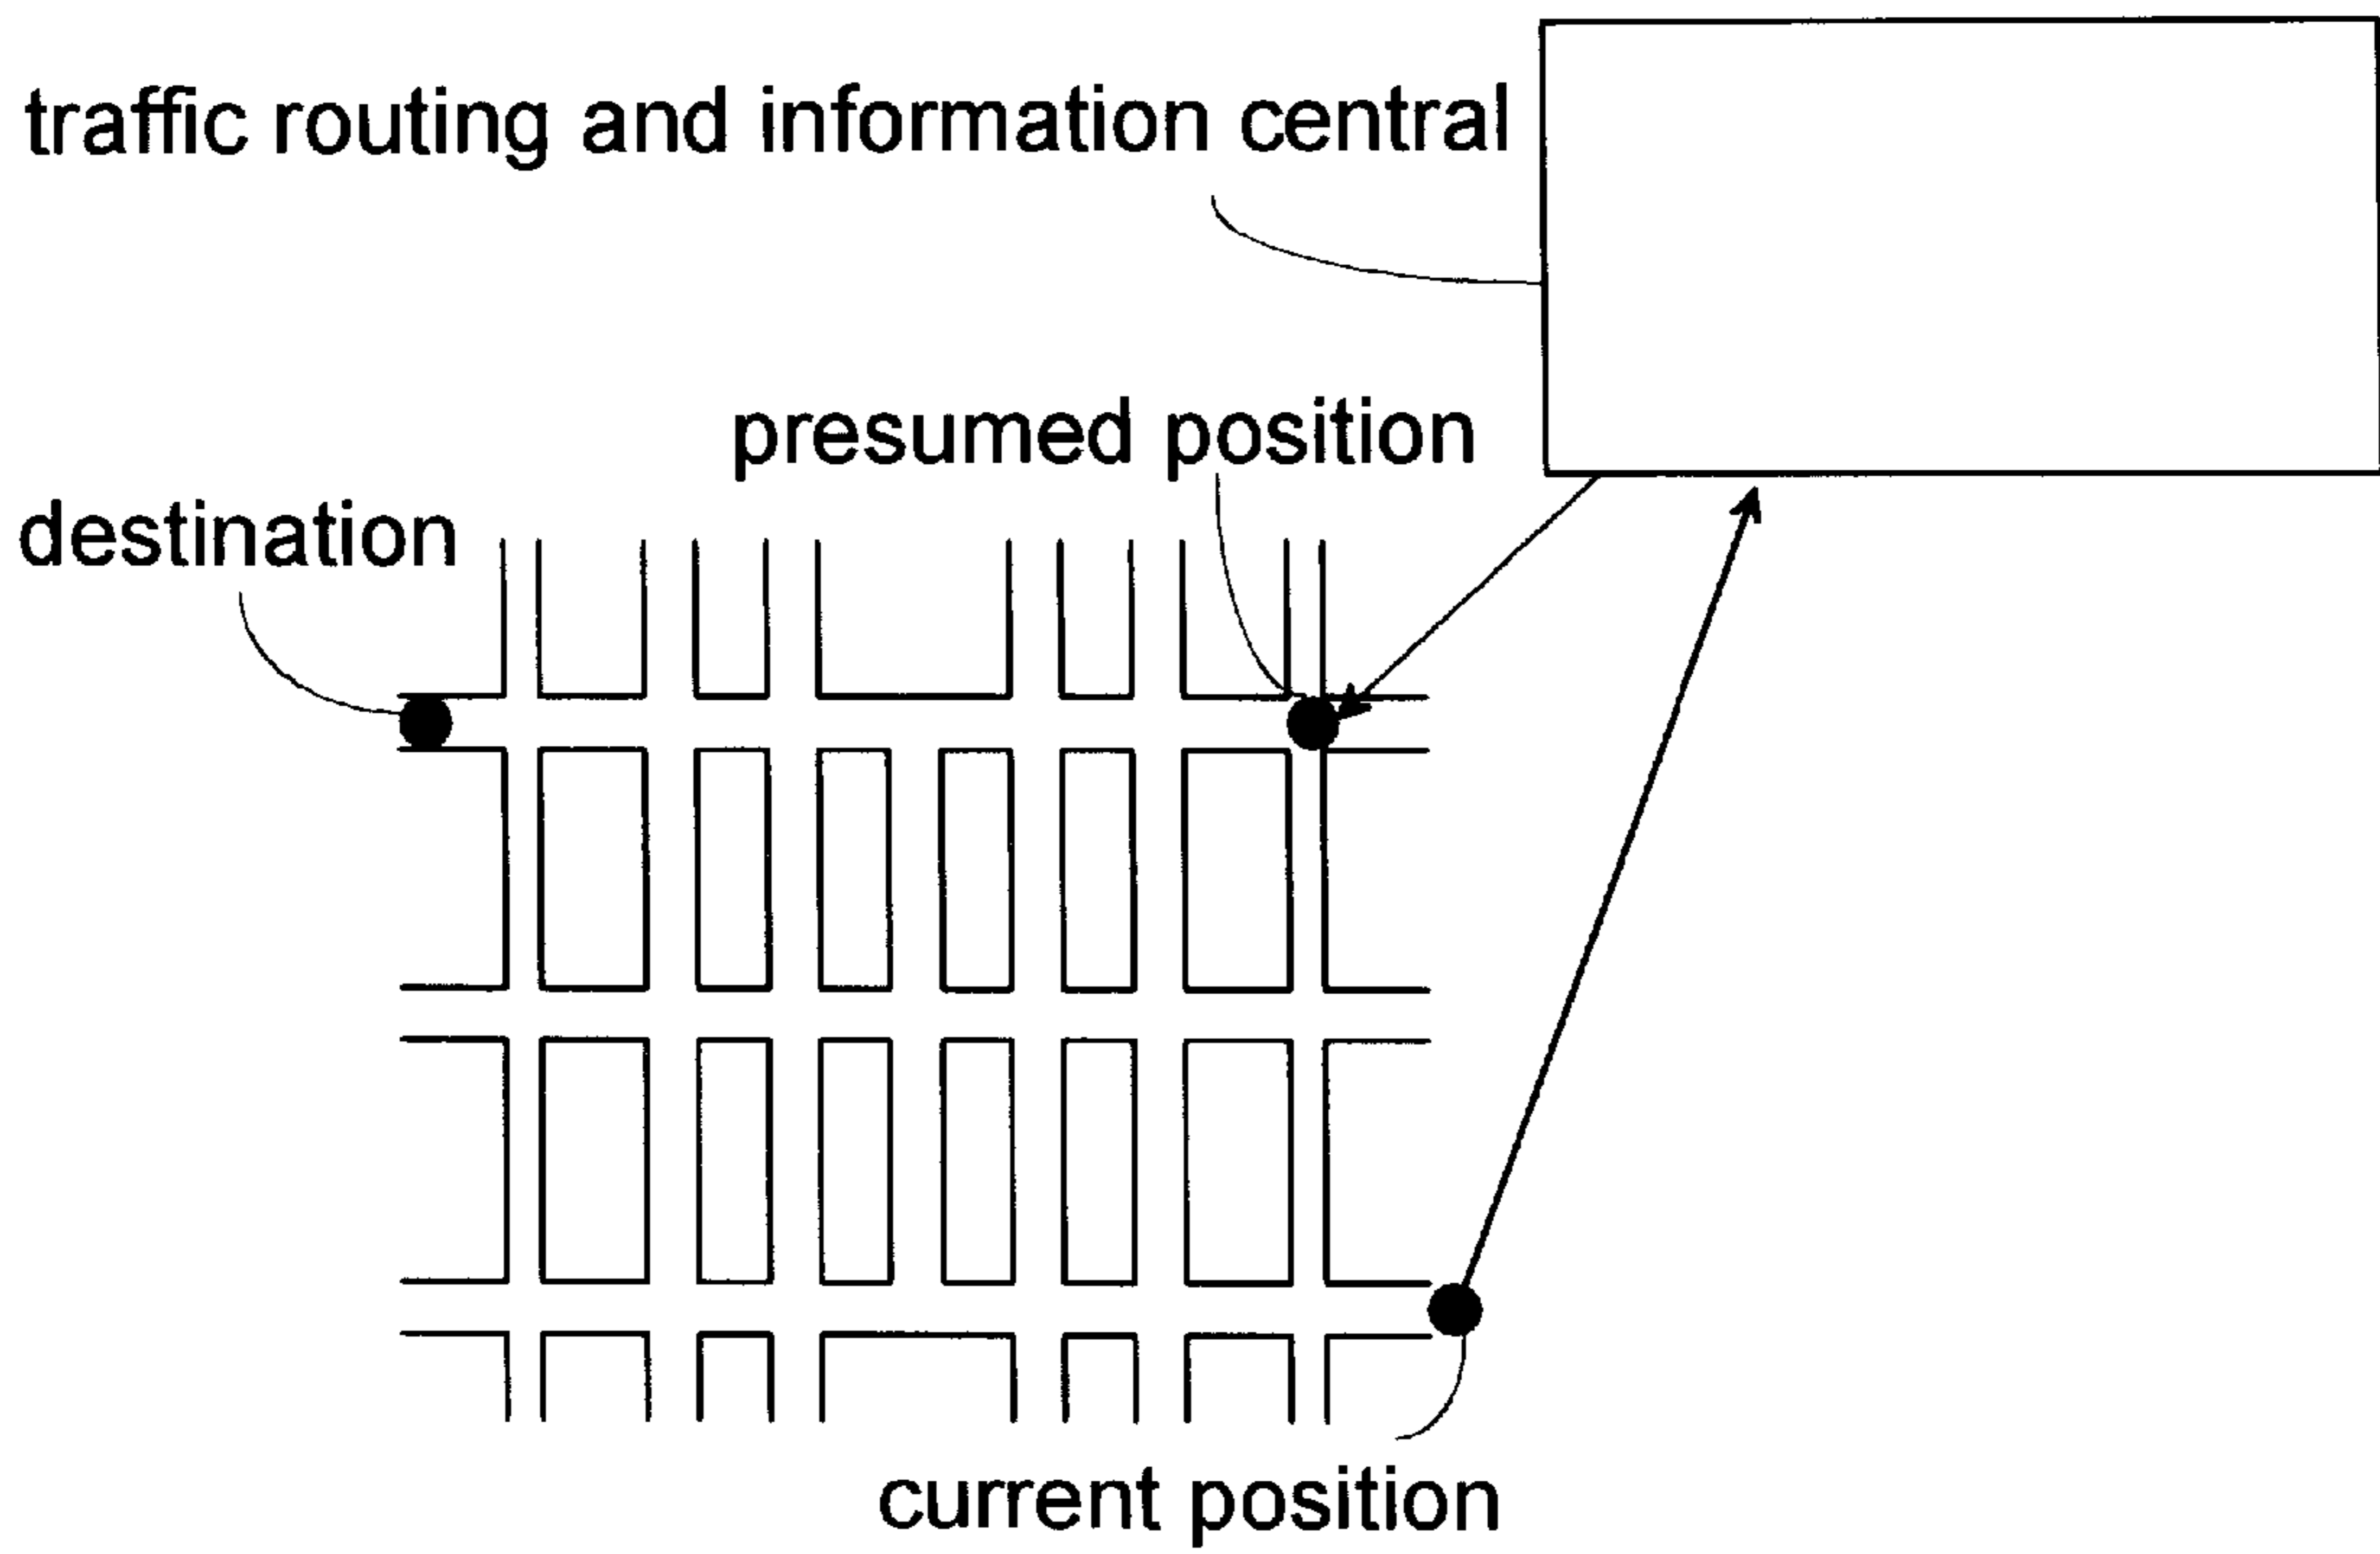 traffic routing and information central
presumed position
destination
current position